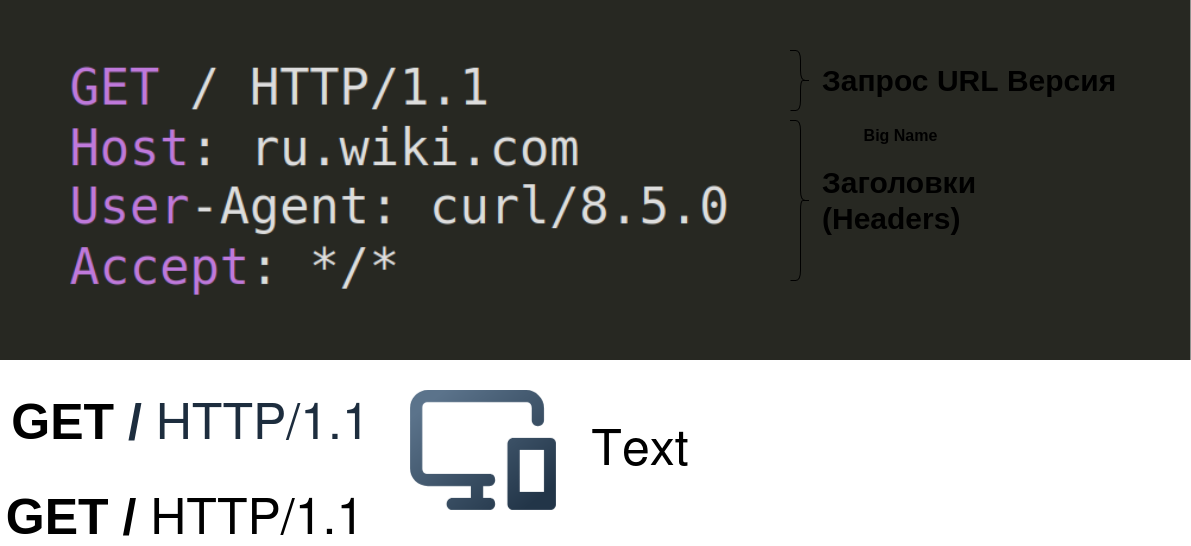 GET / HTTP/1.1
Запрос URL Версия
Host: ru.wiki.com
Big Name
User-Agent: curl/8.5.0
Заголовки
(Headers)
Accept: */*
GET / HTTP/1.1
Text
GET / HTTP/1.1